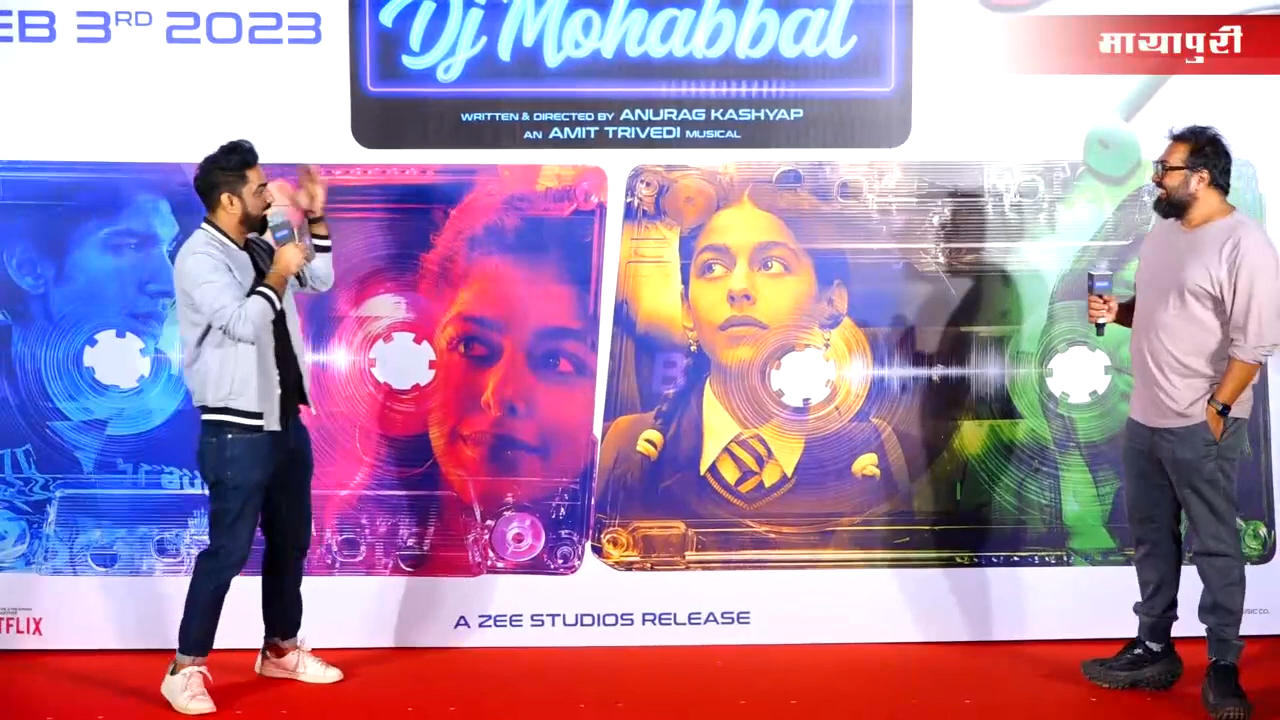 EB 3RD 2023
Dj Mohabbat
मायापुरी
WRITTEN & DIRECTED BY ANURAG KASHYAP
AN AMIT TRIVEDI MUSICAL
A ZEE STUDIOS RELEASE
TFLIX